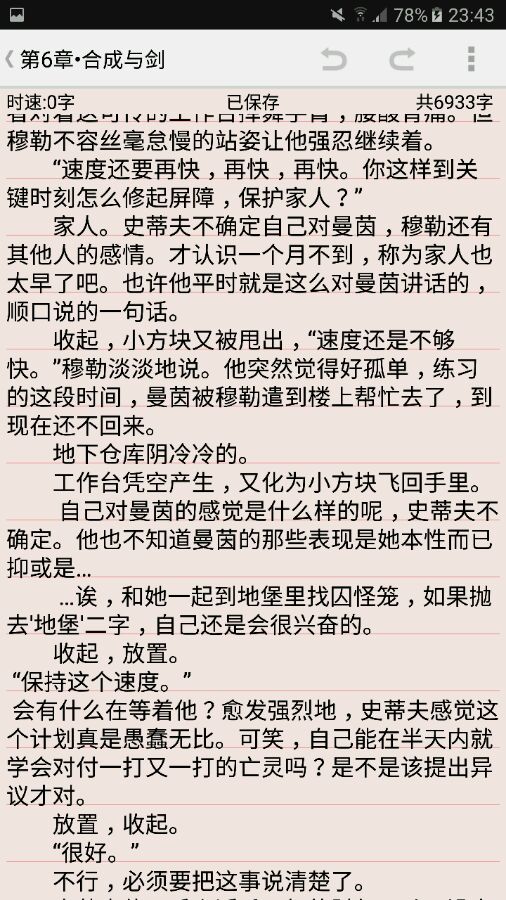 78% 23:43
第6章•合成与剑
时速:0字 已保存 共6933字
穆勒不容丝毫怠慢的站姿让他强忍继续着。
“速度还要再快，再快，再快。你这样到关
键时刻怎么修起屏障，保护家人？”
家人。史蒂夫不确定自己对曼茵，穆勒还有
其他人的感情。才认识一个月不到，称为家人也
太早了吧。也许他平时就是这么对曼茵讲话的，
顺口说的一句话。
收起，小方块又被甩出，“速度还是不够
快。”穆勒淡淡地说。他突然觉得好孤单，练习
的这段时间，曼茵被穆勒遣到楼上帮忙去了，到
现在还不回来。
地下仓库阴冷冷的。
工作台凭空产生，又化为小方块飞回手里。
自己对曼茵的感觉是什么样的呢，史蒂夫不
确定。他也不知道曼茵的那些表现是她本性而已
抑或是...
...诶，和她一起到地堡里找囚怪笼，如果抛
去'地堡'二字，自己还是会很兴奋的。
收起，放置。
“保持这个速度。”
会有什么在等着他？愈发强烈地，史蒂夫感觉这
个计划真是愚蠢无比。可笑，自己能在半天内就
学会对付一打又一打的亡灵吗？是不是该提出异
议才对。
放置，收起。
“很好。”
不行，必须要把这事说清楚了。